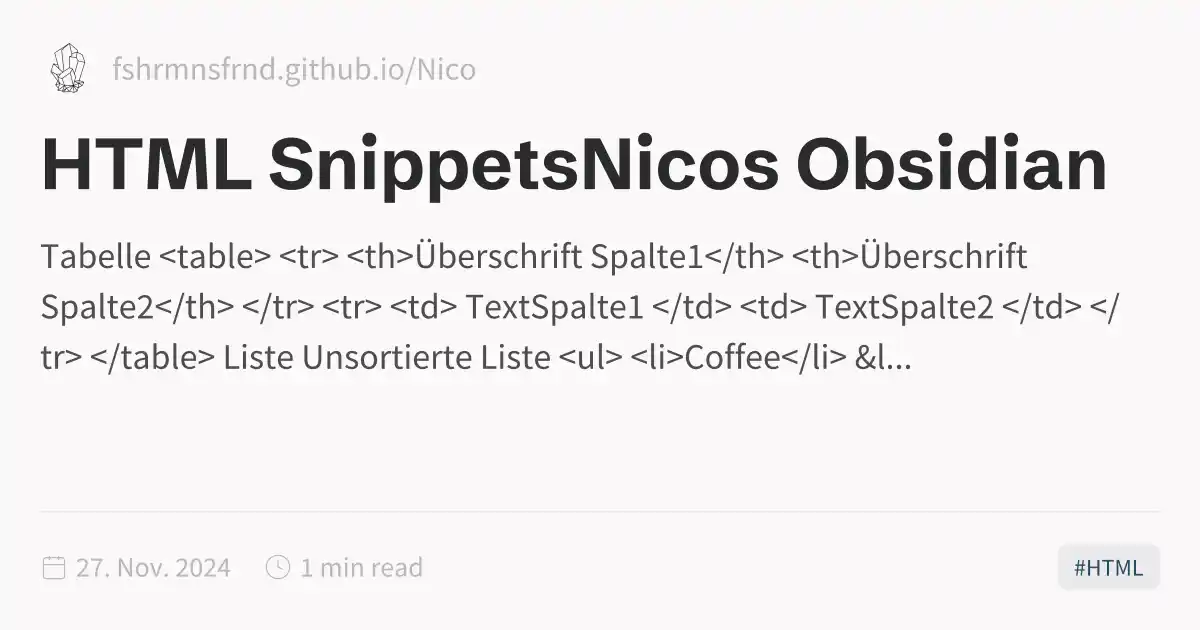 fshrmnsfrnd.github.io/Nico
HTML SnippetsNicos Obsidian
Tabelle <table> <tr> <th>Überschrift Spalte1</th> <th>Überschrift
Spalte2</th> </tr> <tr> <td> TextSpalte1 </td> <td> TextSpalte2 </td> </
tr> </table> Liste Unsortierte Liste <ul> <li>Coffee</li> &l...
27. Nov. 2024
1 min read
#HTML